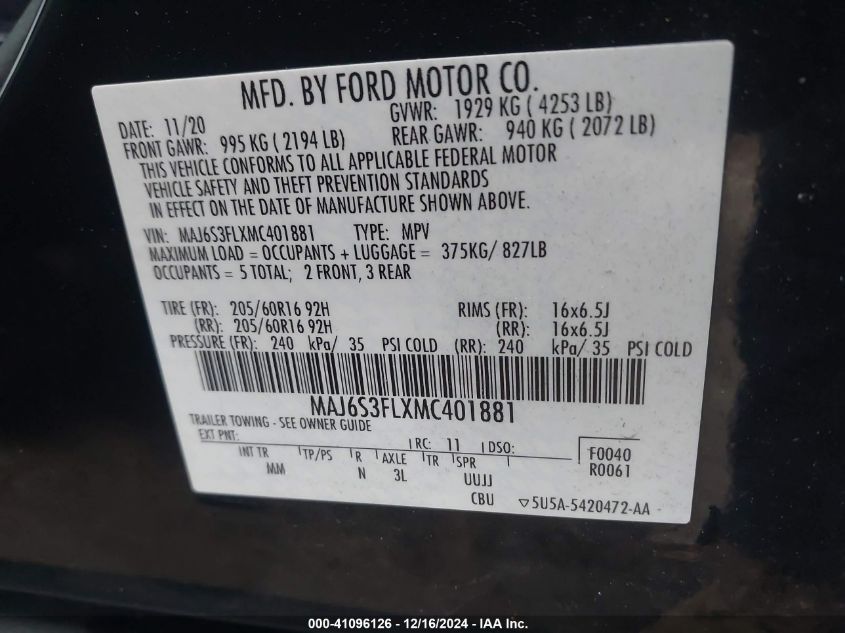 MFD. BY FORD MOTOR CO.
DATE: 11/20 GVWR: 1929 KG ( 4253 LB)
FRONT GAWR: 995 KG ( 2194 LB) REAR GAWR: 940 KG ( 2072 LB)
THIS VEHICLE CONFORMS TO ALL APPLICABLE FEDERAL MOTOR
VEHICLE SAFETY AND THEFT PREVENTION STANDARDS
IN EFFECT ON THE DATE OF MANUFACTURE SHOWN ABOVE.
VIN: MAJ6S3FLXMC401881 TYPE: MPV
MAXIMUM LOAD = OCCUPANTS + LUGGAGE = 375KG/ 827LB
OCCUPANTS = 5 TOTAL; 2 FRONT, 3 REAR
TIRE (FR): 205/60R16 92H RIMS (FR): 16x6.5J
(RR): 205/60R16 92H (RR): 16x6.5J
PRESSURE (FR): 240 kPa/ 35 PSI COLD (RR): 240 kPa/ 35 PSI COLD
MAJ6S3FLXMC401881
TRAILER TOWING - SEE OWNER GUIDE
EXT PNT: RC: 11 DSO: F0040
INT TR TP/PS R AXLE TR SPR R0061
MM N 3L UUJJ
CBU ▽5U5A-5420472-AA
000-41096126 - 12/16/2024 - IAA Inc.